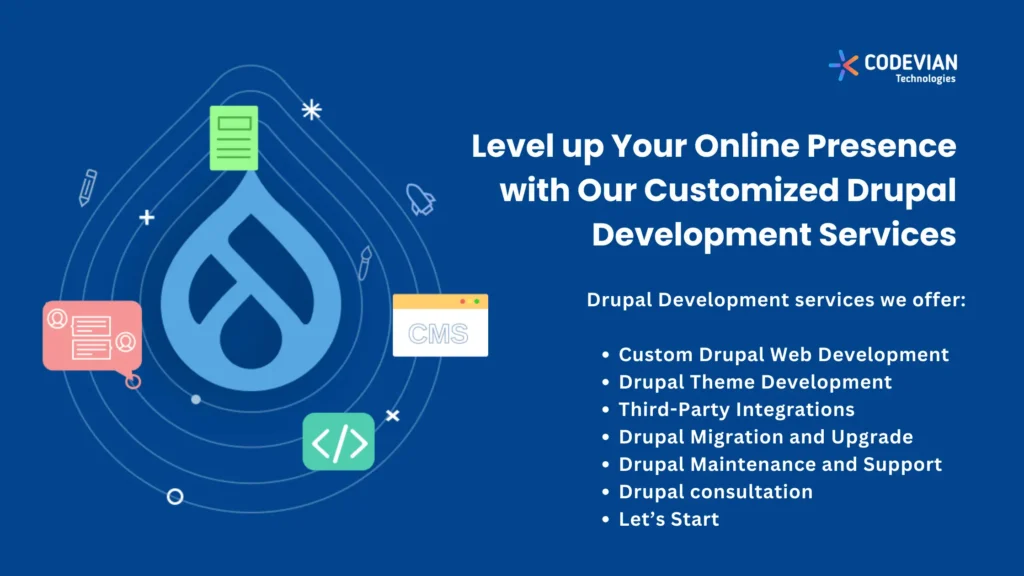 CODEVIAN
Technologies
Level up Your Online Presence
with Our Customized Drupal
Development Services
Drupal Development services we offer:
• Custom Drupal Web Development
• Drupal Theme Development
• Third-Party Integrations
• Drupal Migration and Upgrade
• Drupal Maintenance and Support
• Drupal consultation
• Let’s Start
CMS
</>